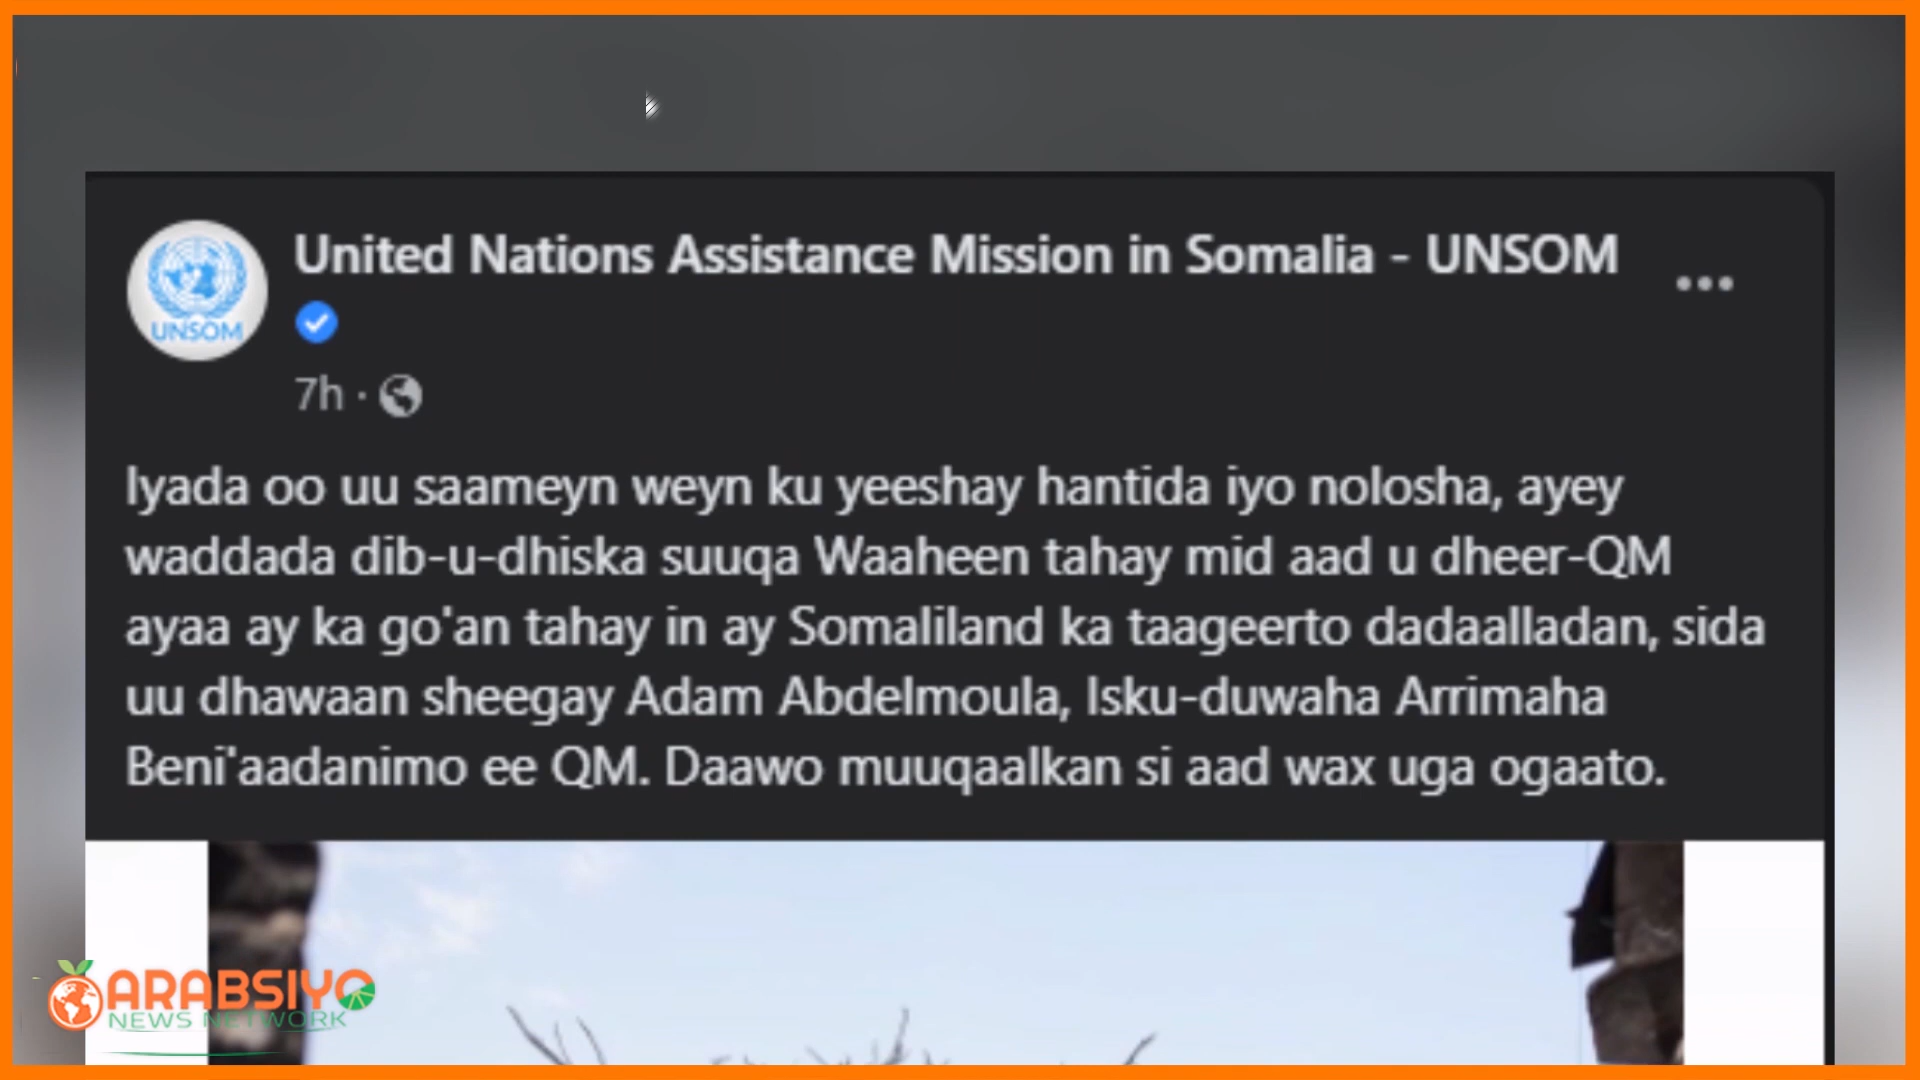 United Nations Assistance Mission in Somalia - UNSOM
UNSOM
7h ·
Iyada oo uu saameyn weyn ku yeeshay hantida iyo nolosha, ayey
waddada dib-u-dhiska suuqa Waaheen tahay mid aad u dheer-QM
ayaa ay ka go'an tahay in ay Somaliland ka taageerto dadaalladan, sida
uu dhawaan sheegay Adam Abdelmoula, Isku-duwaha Arrimaha
Beni'aadanimo ee QM. Daawo muuqaalkan si aad wax uga ogaato.
ARABSIYO
NEWS NETWORK